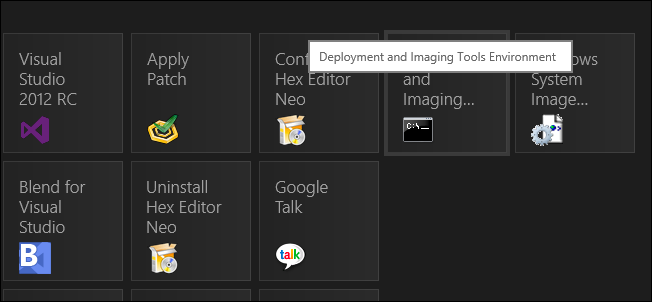 Visual
Studio
2012 RC
Apply
Patch
Conf
Hex Editor
Neo
Deployment and Imaging Tools Environment
and
Imaging...
ows
System
Image...
C:\_
Blend for
Visual
Studio
B
Uninstall
Hex Editor
Neo
Google
Talk
talk